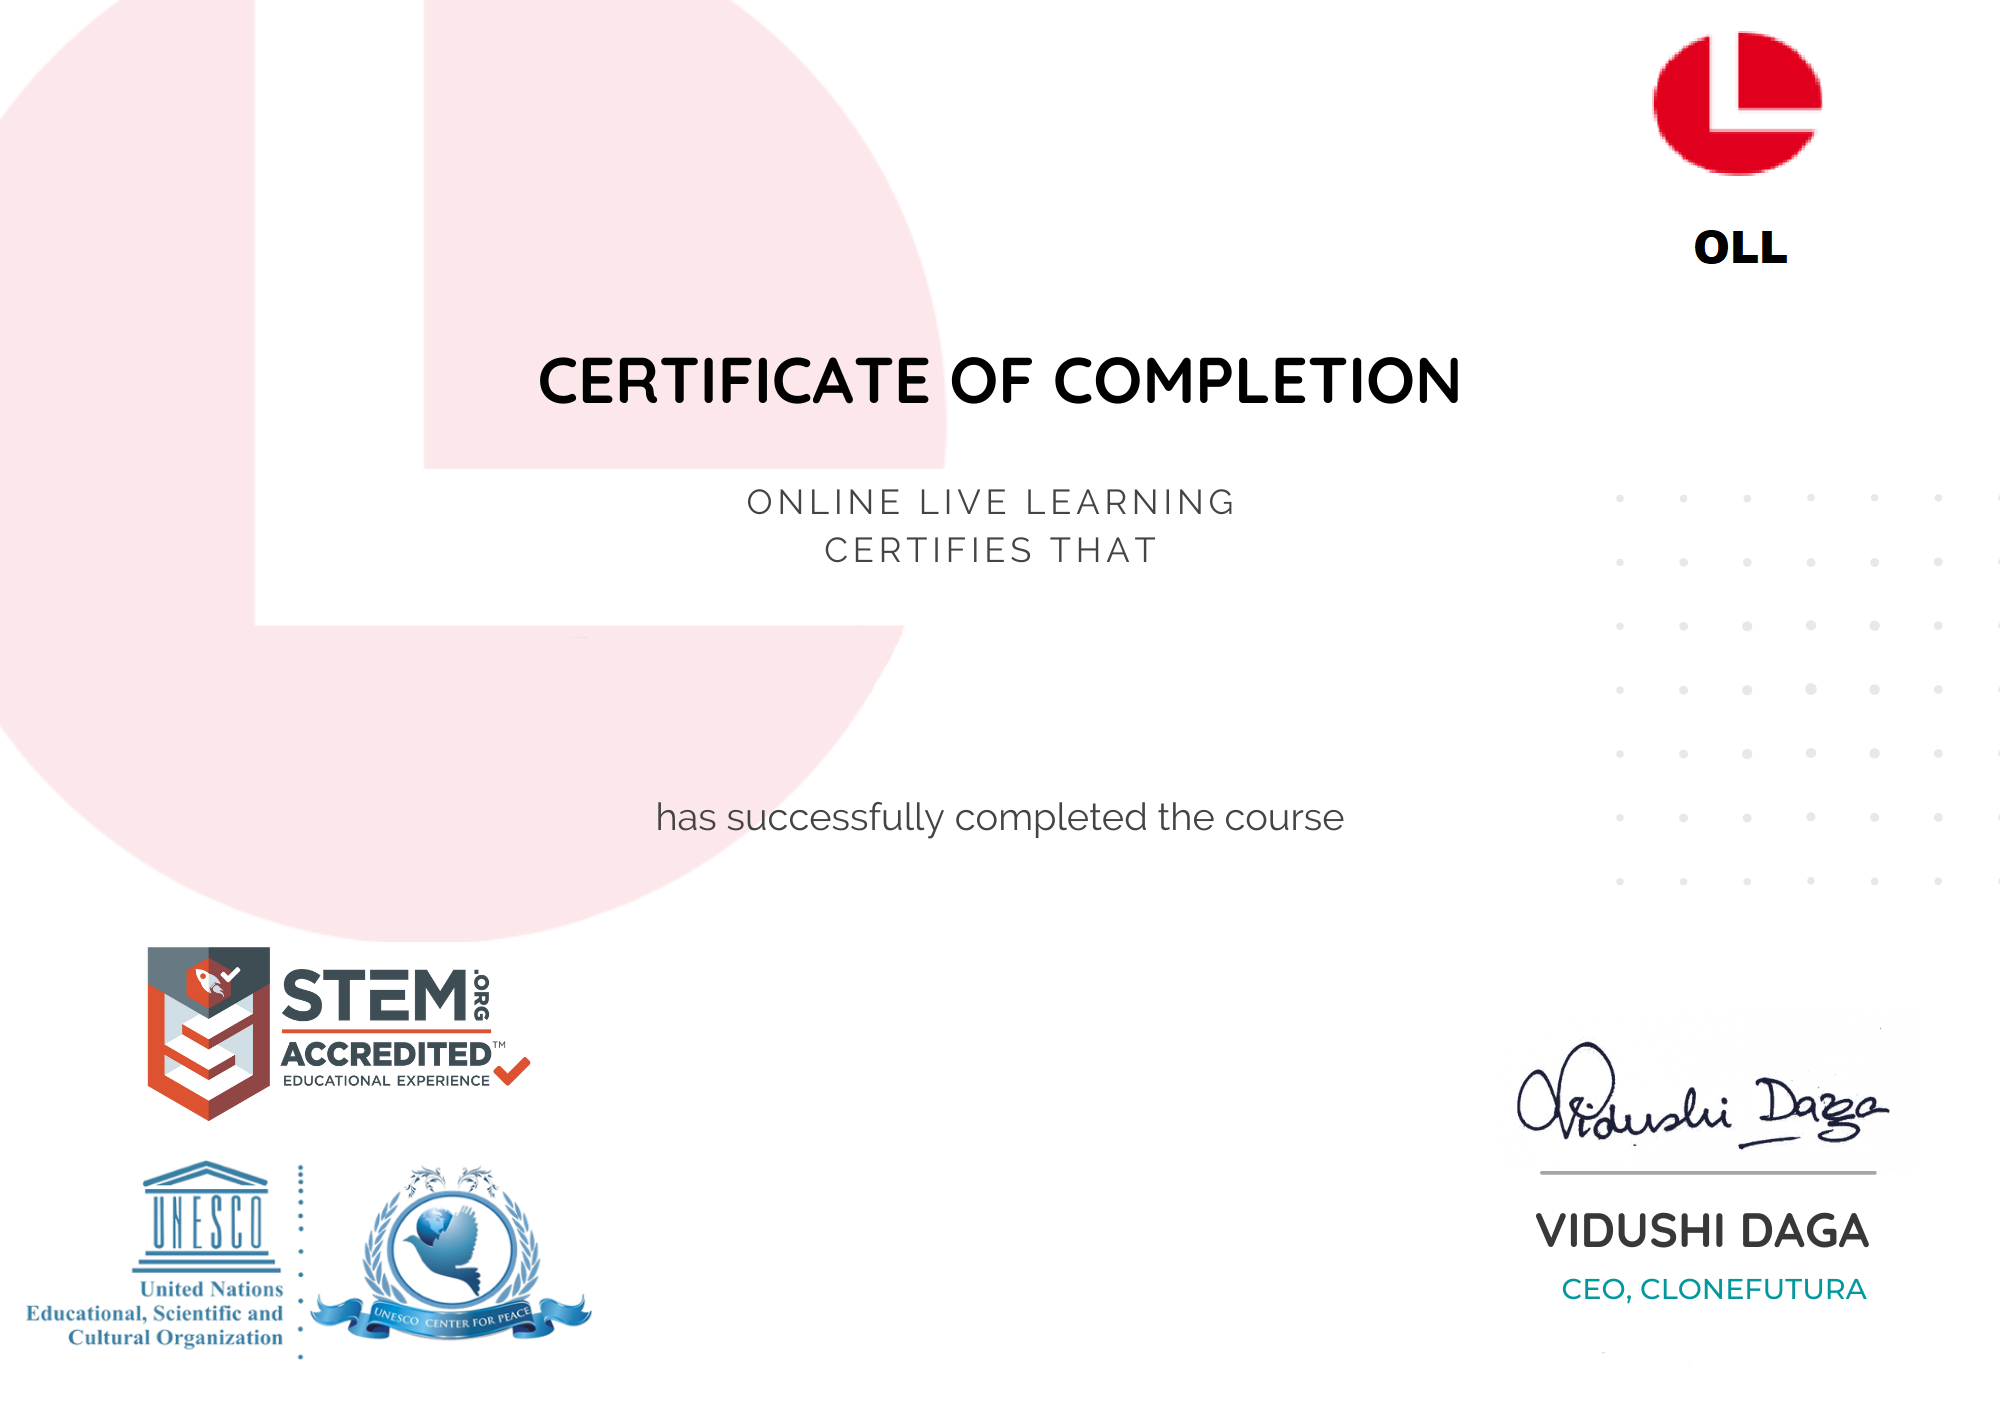 OLL
CERTIFICATE OF COMPLETION
ONLINE LIVE LEARNING
CERTIFIES THAT
has successfully completed the course
STEM.ORG
ACCREDITED™
EDUCATIONAL EXPERIENCE
UNESCO
United Nations
Educational, Scientific and
Cultural Organization
UNESCO CENTER FOR PEACE
Vidushi Daga
VIDUSHI DAGA
CEO, CLONEFUTURA